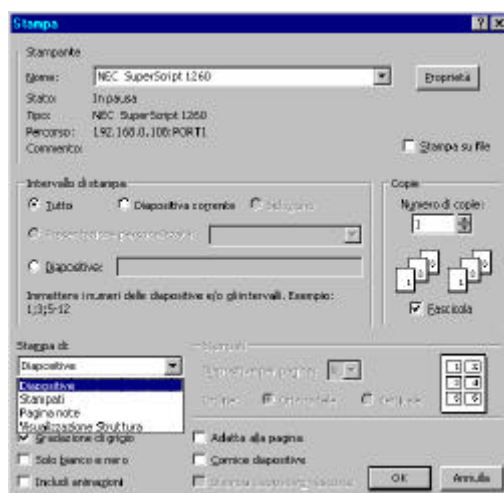 Stampa
Stampante
Nome: NEC SuperScript 1260
Proprietà
Stato: In pausa
Tipo: NEC SuperScript 1260
Percorso: 192.168.0.108:PORT1
Commento:
Stampa su file
Intervallo di stampa
Tutto Diapositiva corrente Selezione
Diapositive:
Immettere i numeri delle diapositive e/o gli intervalli. Esempio:
1;3;5-12
Copie
Numero di copie:
1
Fascicola
Stampa di:
Diapositive
Diapositive
Stampati
Pagina note
Visualizzazione Struttura
Stampati
Gradazione di grigio
Adatta alla pagina
Solo bianco e nero
Cornice diapositive
Includi animazioni
OK
Annulla